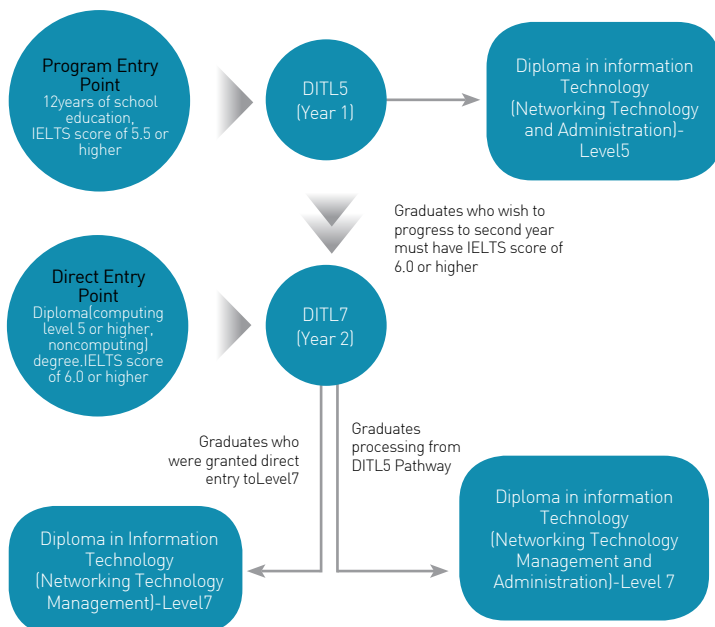 Program Entry
Point
12years of school
education,
IELTS score of 5.5 or
higher
DITL5
(Year 1)
Diploma in information
Technology
(Networking Technology
and Administration)-
Level5
Graduates who wish to
progress to second year
must have IELTS score of
6.0 or higher
Direct Entry
Point
Diploma(computing
level 5 or higher,
noncomputing)
degree.IELTS score
of 6.0 or higher
DITL7
(Year 2)
Graduates who
were granted direct
entry toLevel7
Graduates
processing from
DITL5 Pathway
Diploma in Information
Technology
(Networking Technology
Management)-Level7
Diploma in information
Technology
(Networking Technology
Management and
Administration)-Level 7